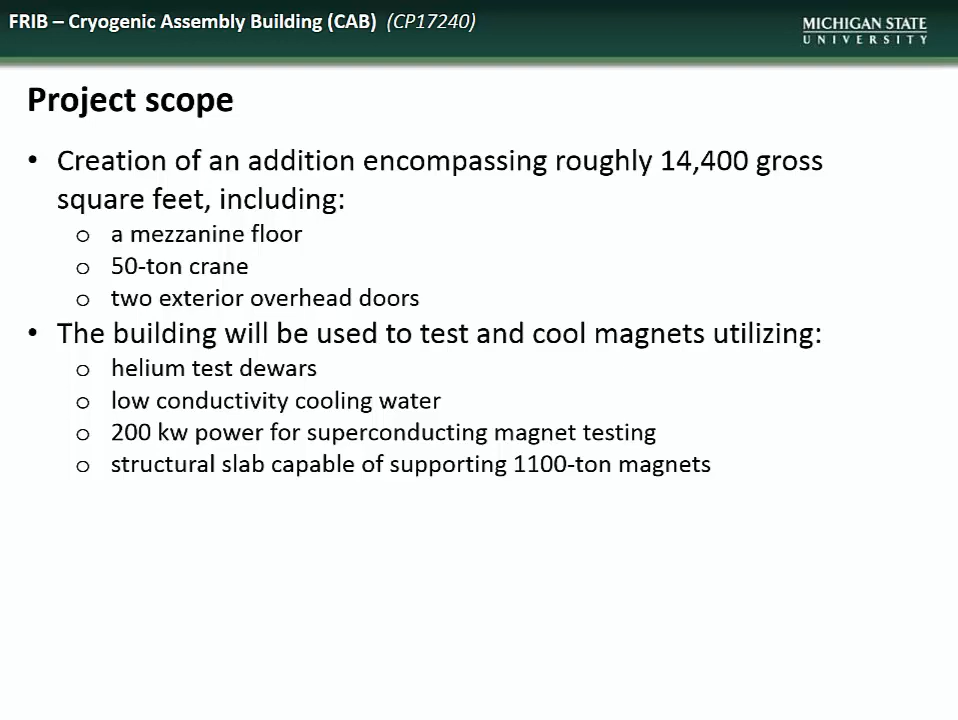 FRIB – Cryogenic Assembly Building (CAB) (CP17240)
MICHIGAN STATE
UNIVERSITY
Project scope
• Creation of an addition encompassing roughly 14,400 gross
square feet, including:
o a mezzanine floor
o 50-ton crane
o two exterior overhead doors
• The building will be used to test and cool magnets utilizing:
o helium test dewars
o low conductivity cooling water
o 200 kw power for superconducting magnet testing
o structural slab capable of supporting 1100-ton magnets